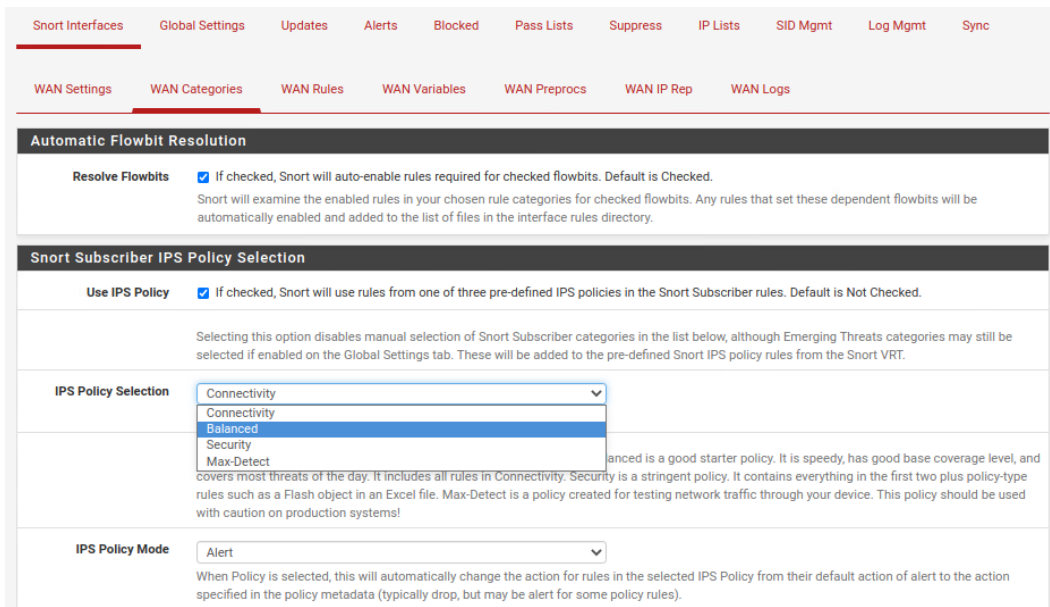 Snort Interfaces Global Settings Updates Alerts Blocked Pass Lists Suppress IP Lists SID Mgmt Log Mgmt Sync
WAN Settings WAN Categories WAN Rules WAN Variables WAN Preprocs WAN IP Rep WAN Logs
Automatic Flowbit Resolution
Resolve Flowbits If checked, Snort will auto-enable rules required for checked flowbits. Default is Checked.
Snort will examine the enabled rules in your chosen rule categories for checked flowbits. Any rules that set these dependent flowbits will be
automatically enabled and added to the list of files in the interface rules directory.
Snort Subscriber IPS Policy Selection
Use IPS Policy If checked, Snort will use rules from one of three pre-defined IPS policies in the Snort Subscriber rules. Default is Not Checked.
Selecting this option disables manual selection of Snort Subscriber categories in the list below, although Emerging Threats categories may still be
selected if enabled on the Global Settings tab. These will be added to the pre-defined Snort IPS policy rules from the Snort VRT.
IPS Policy Selection Connectivity
Connectivity
Balanced
Security
Max-Detect
anced is a good starter policy. It is speedy, has good base coverage level, and
covers most threats of the day. It includes all rules in Connectivity. Security is a stringent policy. It contains everything in the first two plus policy-type
rules such as a Flash object in an Excel file. Max-Detect is a policy created for testing network traffic through your device. This policy should be used
with caution on production systems!
IPS Policy Mode Alert
When Policy is selected, this will automatically change the action for rules in the selected IPS Policy from their default action of alert to the action
specified in the policy metadata (typically drop, but may be alert for some policy rules).